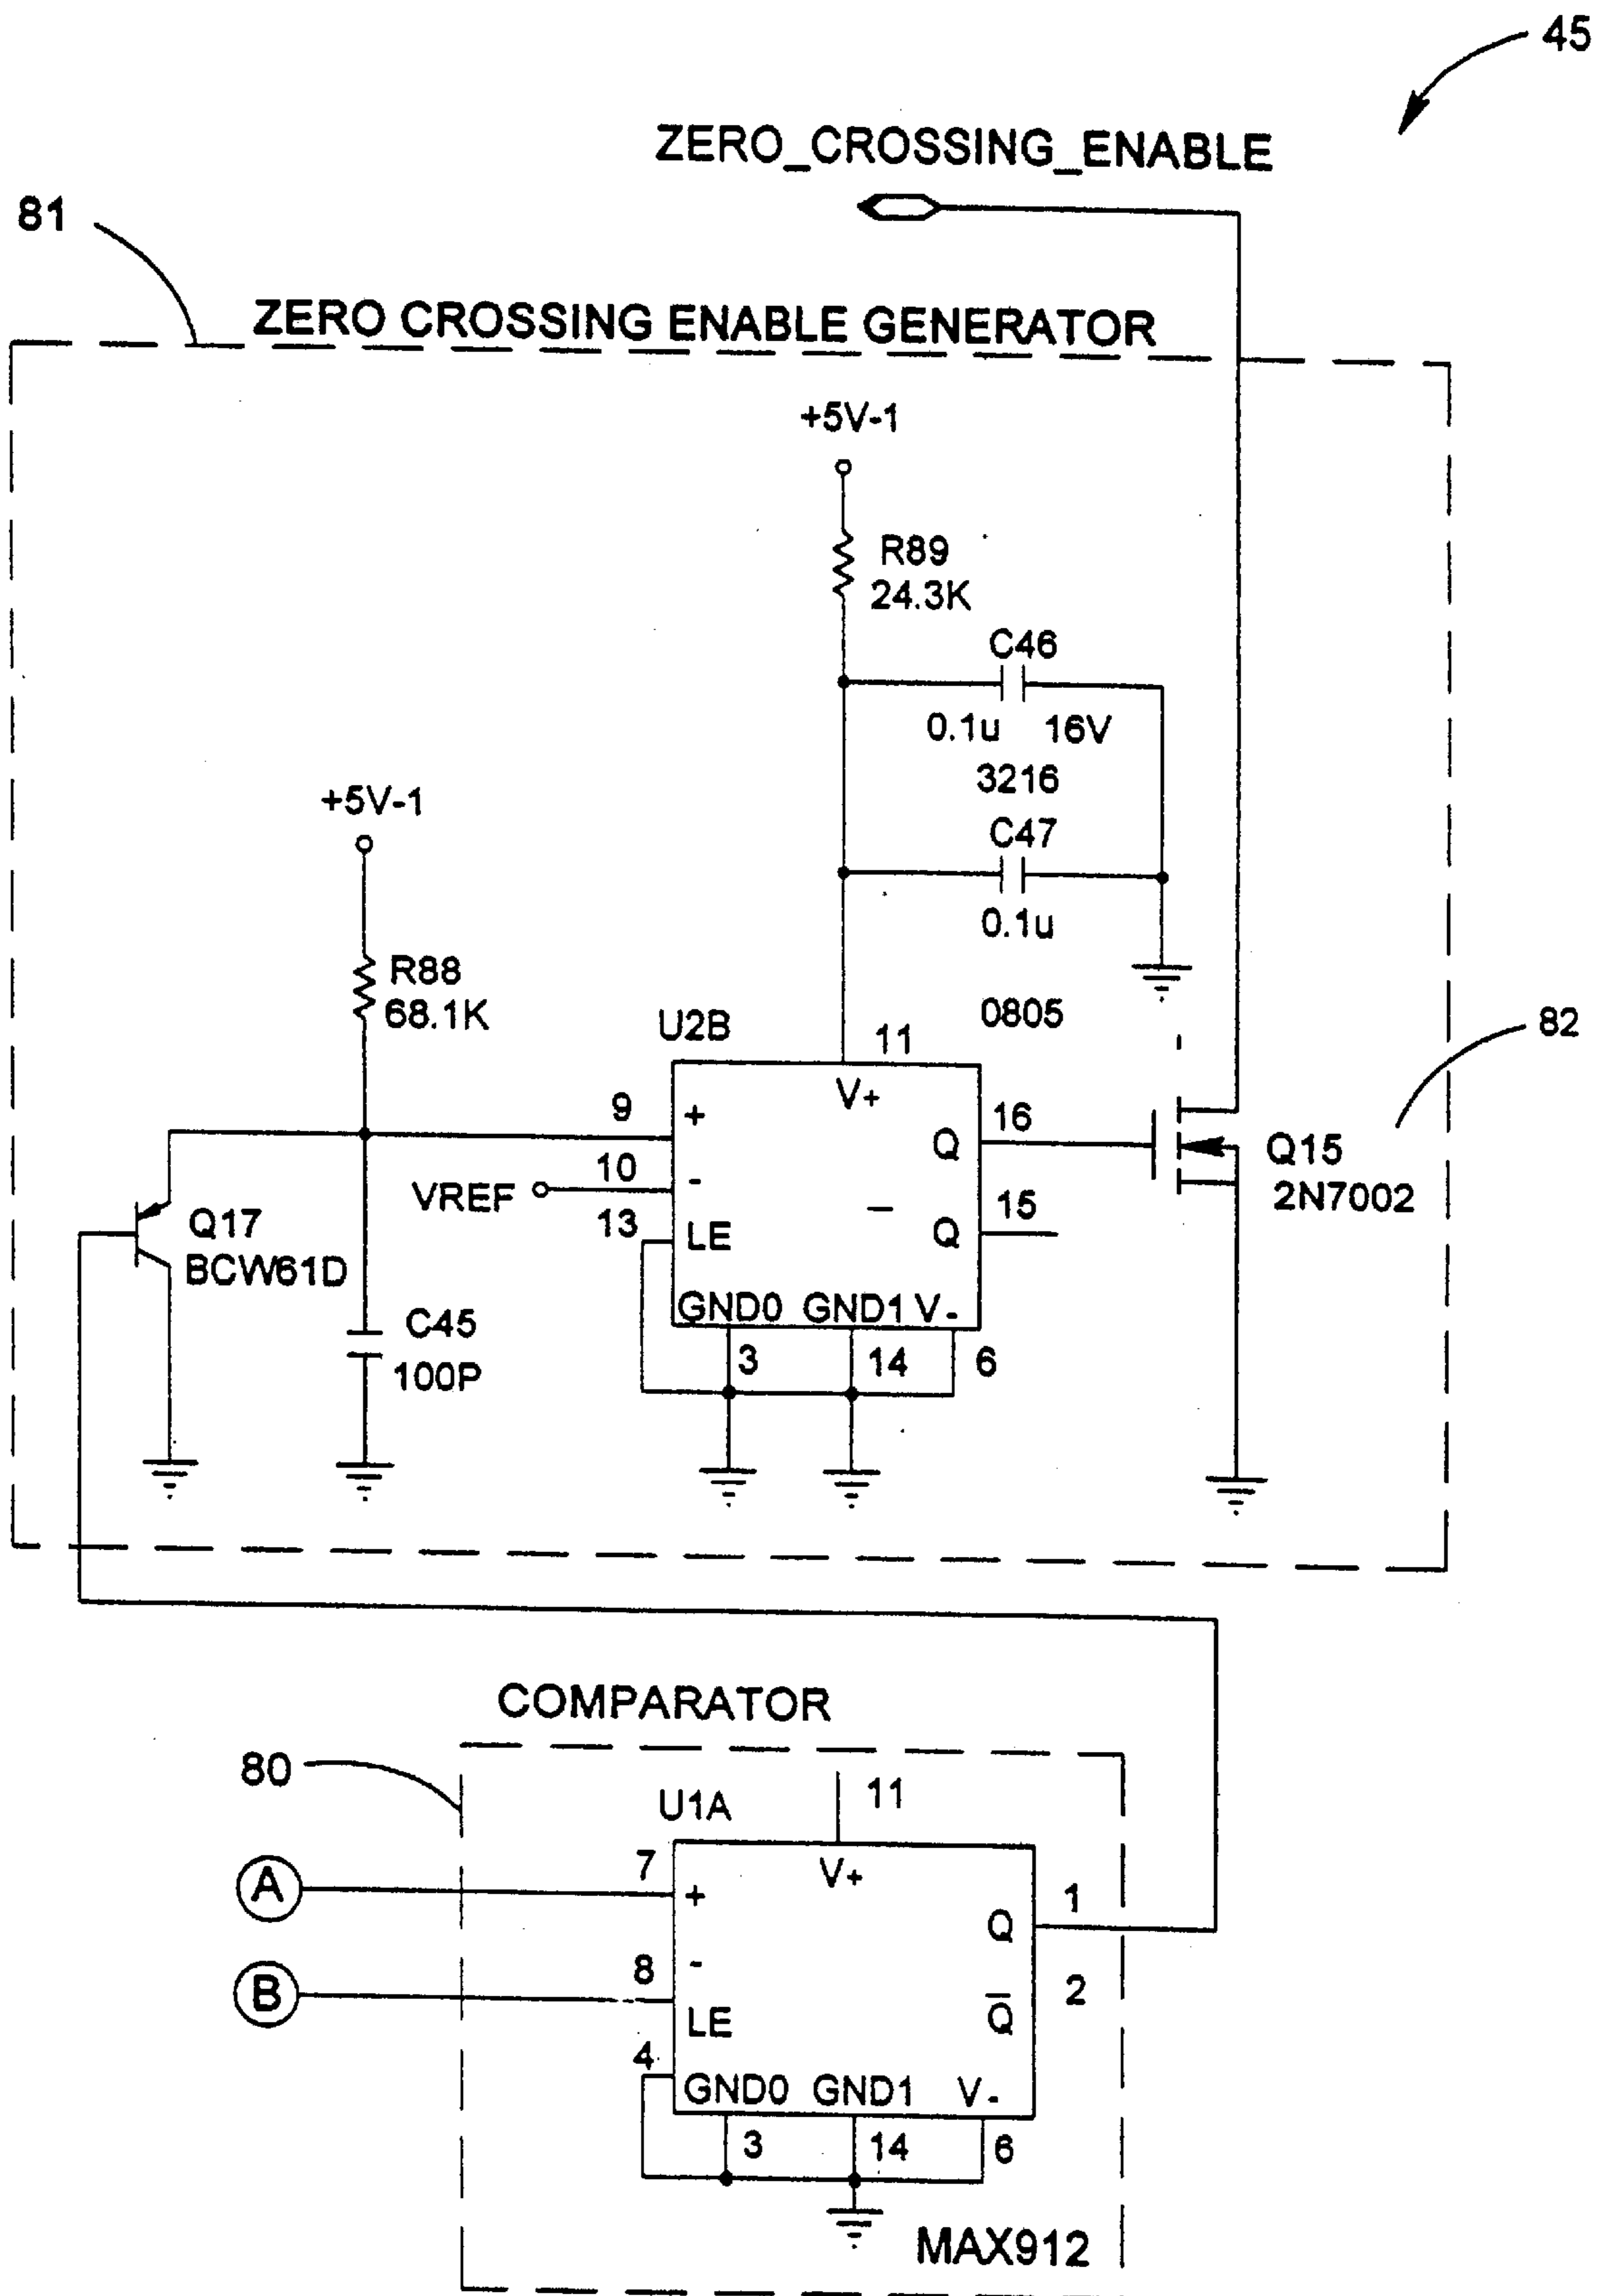 45
ZERO_CROSSING_ENABLE
81
ZERO CROSSING ENABLE GENERATOR
+5V-1
R89
24.3K
C46
0.1u 16V
3216
C47
0.1u
+5V-1
R88
68.1K
0805
82
U2B
11
V+
9 +
10 -
VREF
13 LE
Q 16
Q 15
GND0 GND1 V-
3 14 6
Q15
2N7002
Q17
BCW61D
C45
100P
COMPARATOR
80
U1A
11
V+
A
7 +
B
8 -
LE
4
Q 1
Q̅ 2
GND0 GND1 V-
3 14 6
MAX912